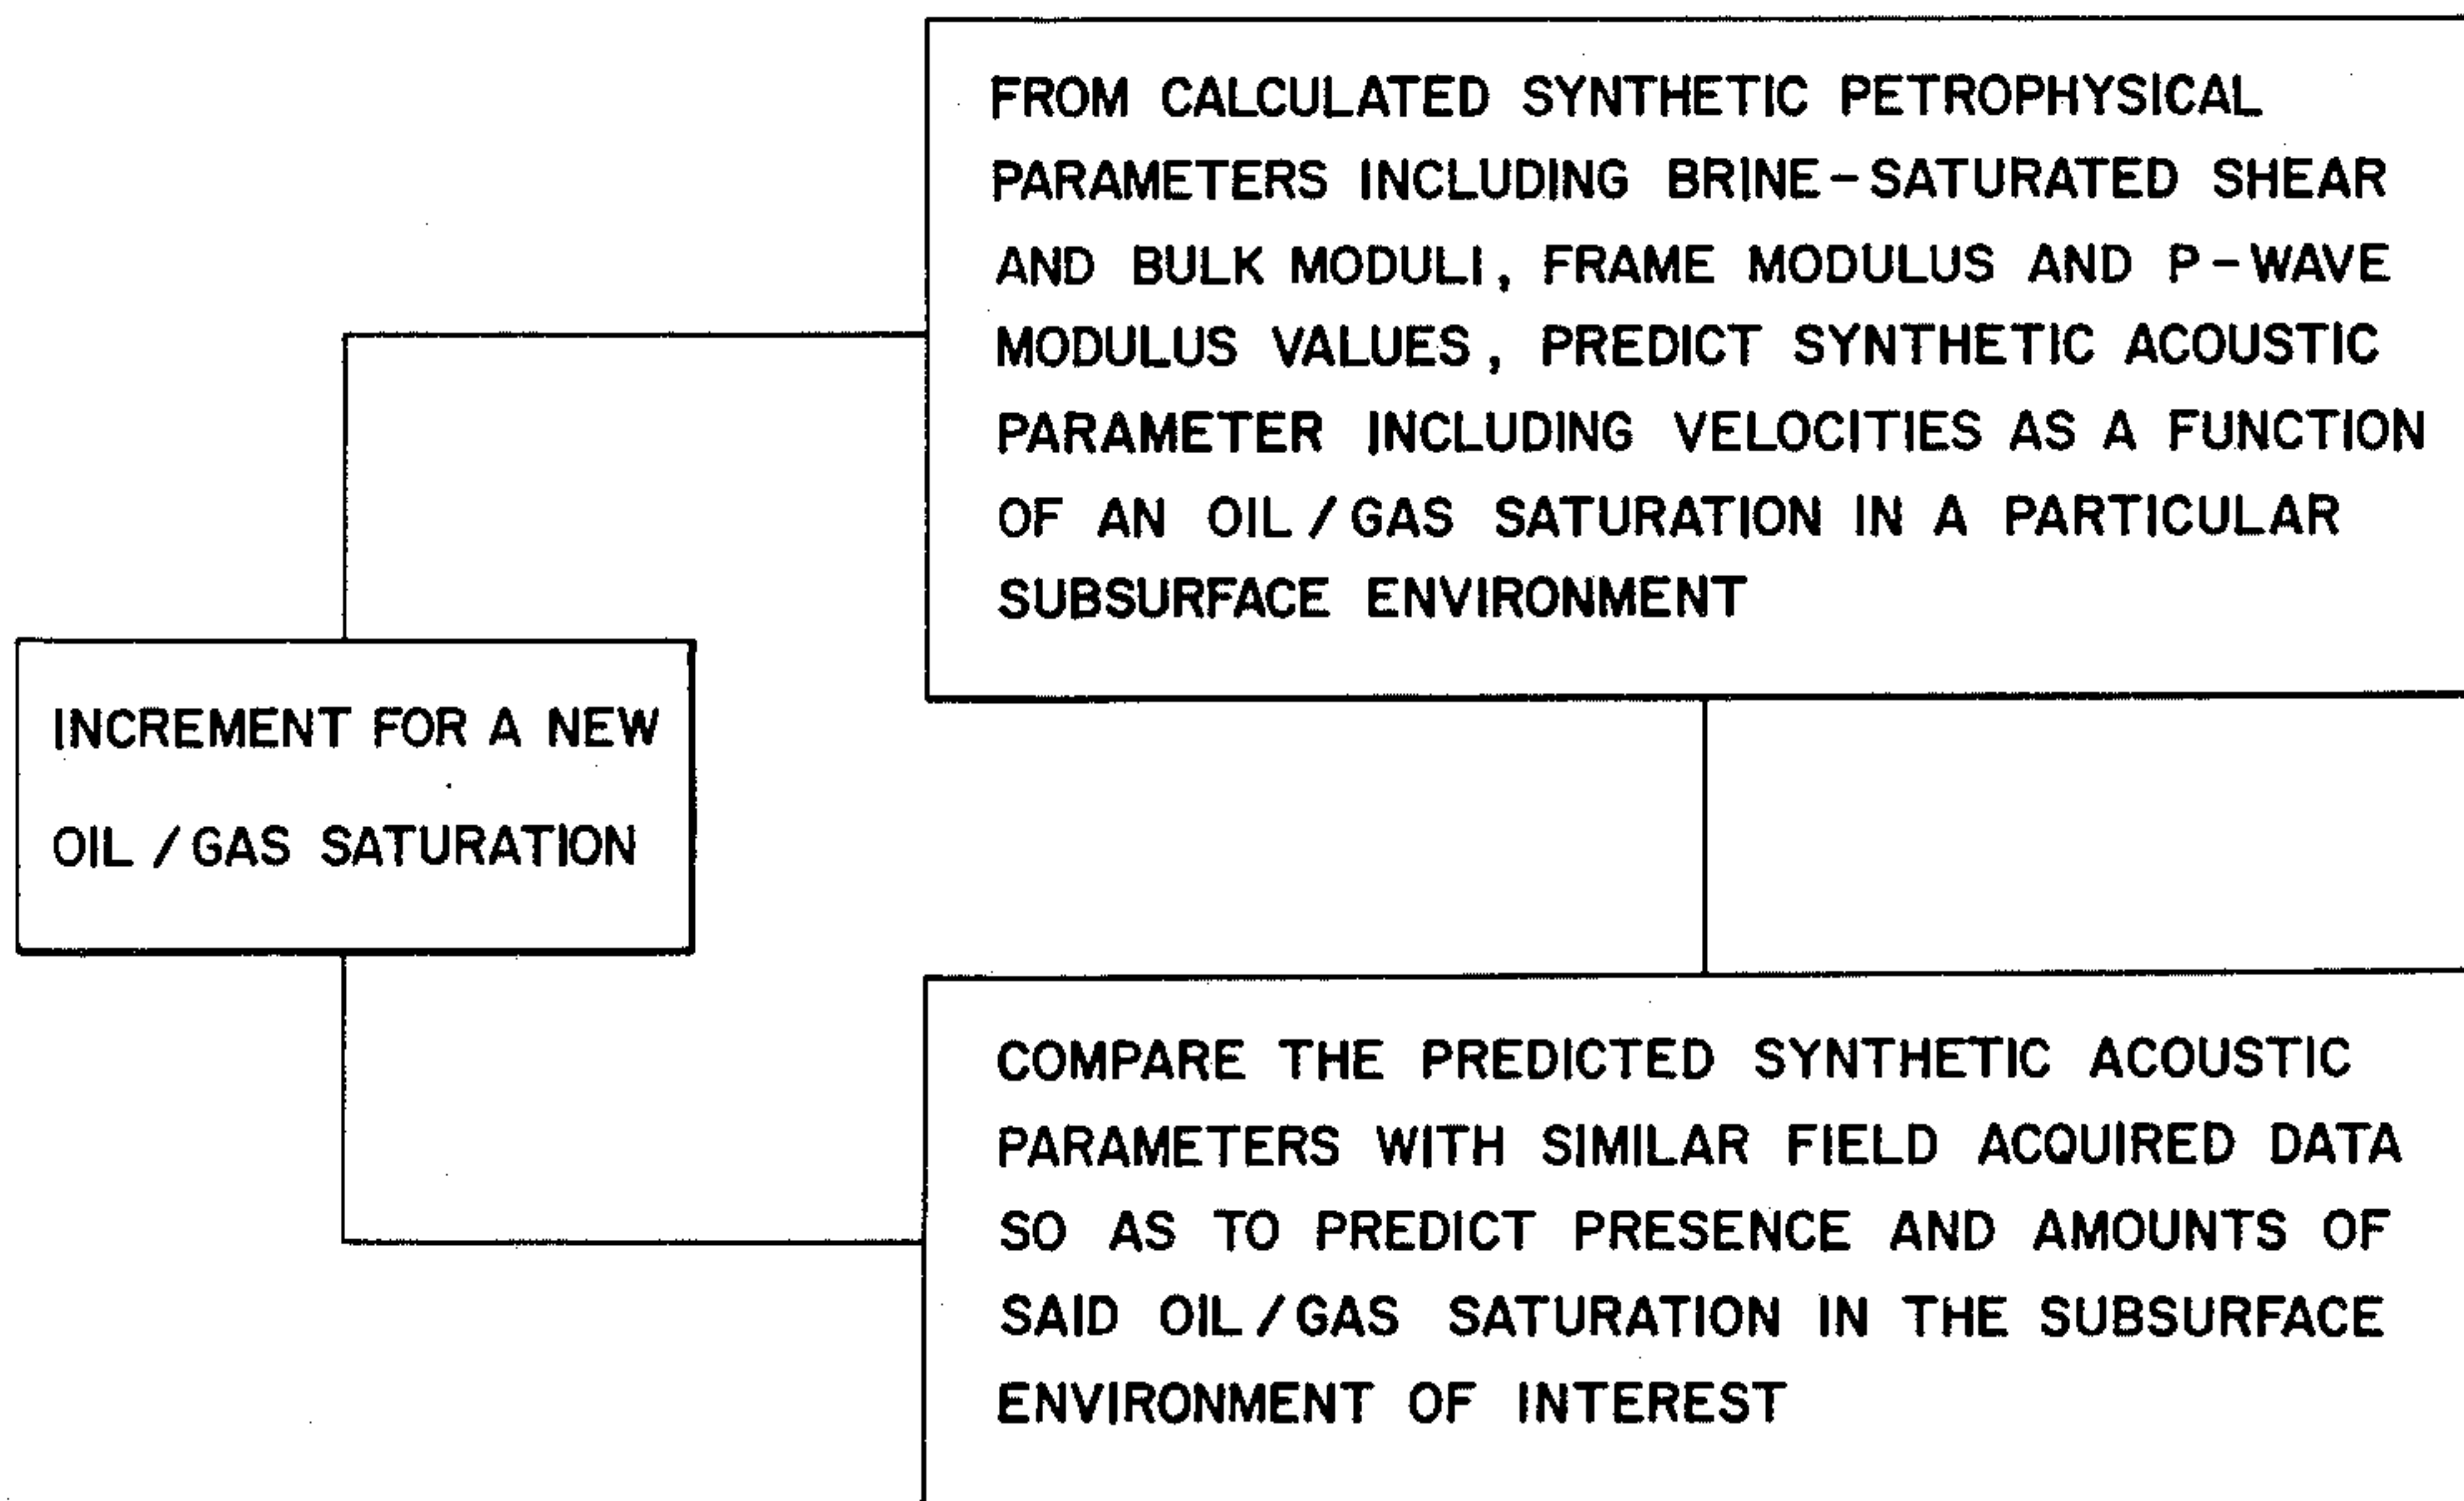 FROM CALCULATED SYNTHETIC PETROPHYSICAL
PARAMETERS INCLUDING BRINE-SATURATED SHEAR
AND BULK MODULI, FRAME MODULUS AND P-WAVE
MODULUS VALUES, PREDICT SYNTHETIC ACOUSTIC
PARAMETER INCLUDING VELOCITIES AS A FUNCTION
OF AN OIL/GAS SATURATION IN A PARTICULAR
SUBSURFACE ENVIRONMENT
INCREMENT FOR A NEW
OIL/GAS SATURATION
COMPARE THE PREDICTED SYNTHETIC ACOUSTIC
PARAMETERS WITH SIMILAR FIELD ACQUIRED DATA
SO AS TO PREDICT PRESENCE AND AMOUNTS OF
SAID OIL/GAS SATURATION IN THE SUBSURFACE
ENVIRONMENT OF INTEREST